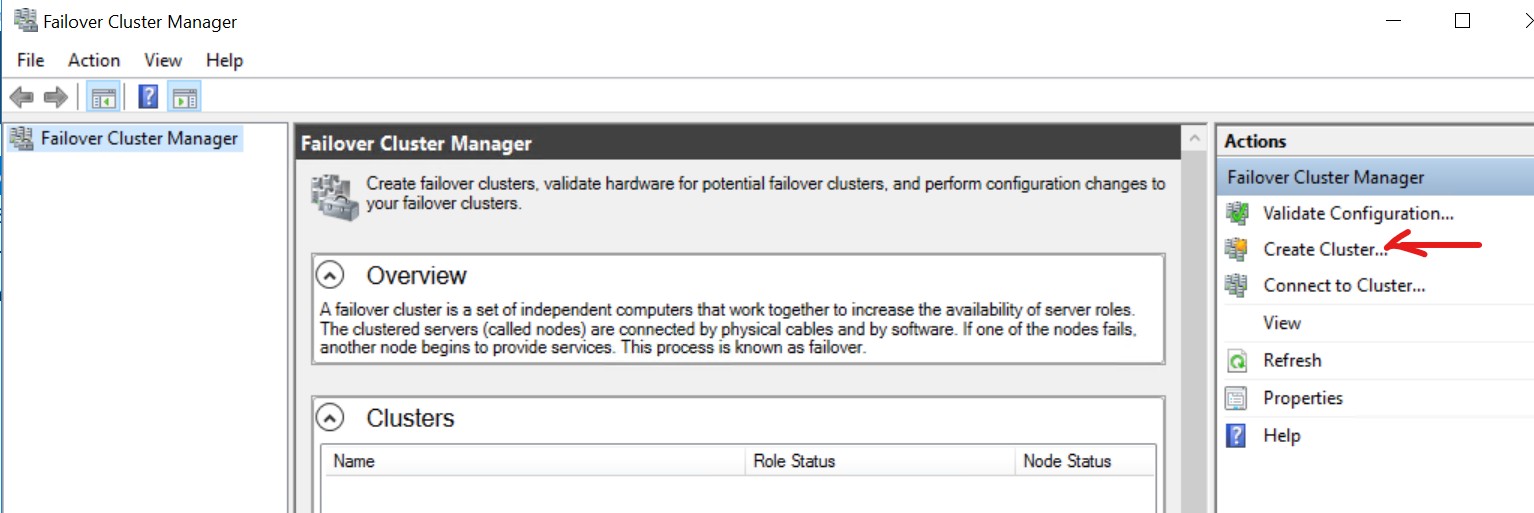 Failover Cluster Manager
File Action View Help
Failover Cluster Manager
Failover Cluster Manager
Create failover clusters, validate hardware for potential failover clusters, and perform configuration changes to
your failover clusters.
Overview
A failover cluster is a set of independent computers that work together to increase the availability of server roles.
The clustered servers (called nodes) are connected by physical cables and by software. If one of the nodes fails,
another node begins to provide services. This process is known as failover.
Clusters
Name Role Status Node Status
Actions
Failover Cluster Manager
Validate Configuration...
Create Cluster...
Connect to Cluster...
View
Refresh
Properties
Help